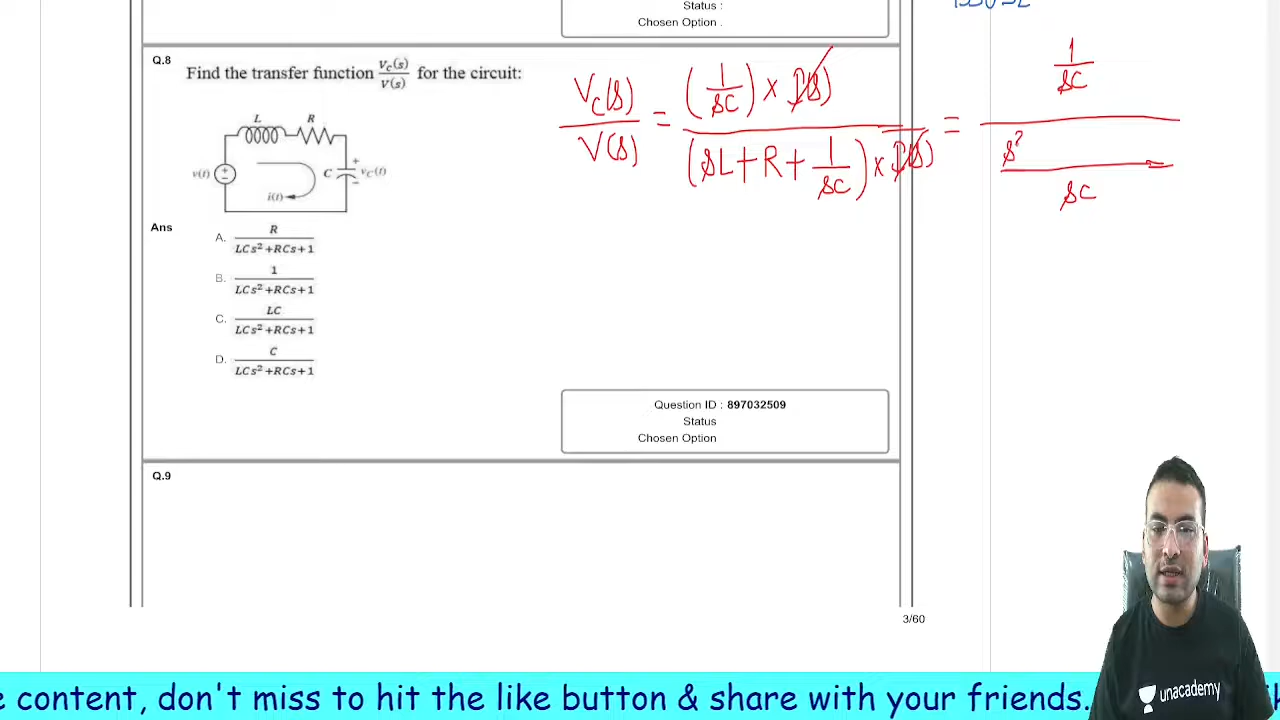 Status :
Chosen Option .
Q.8
Find the transfer function V_C(s)/V(s) for the circuit:
L R
v(t) + − C + − v_C(t)
i(t)
Ans
A. R/(LCs²+RCs+1)
B. 1/(LCs²+RCs+1)
C. LC/(LCs²+RCs+1)
D. C/(LCs²+RCs+1)
V_C(s)/V(s) = (1/sC) × I(s) / (sL+R+1/sC) × I(s) = (1/sC) / (s²/sC)
Question ID : 897032509
Status
Chosen Option
Q.9
3/60
unacademy
e content, don't miss to hit the like button & share with your friends.